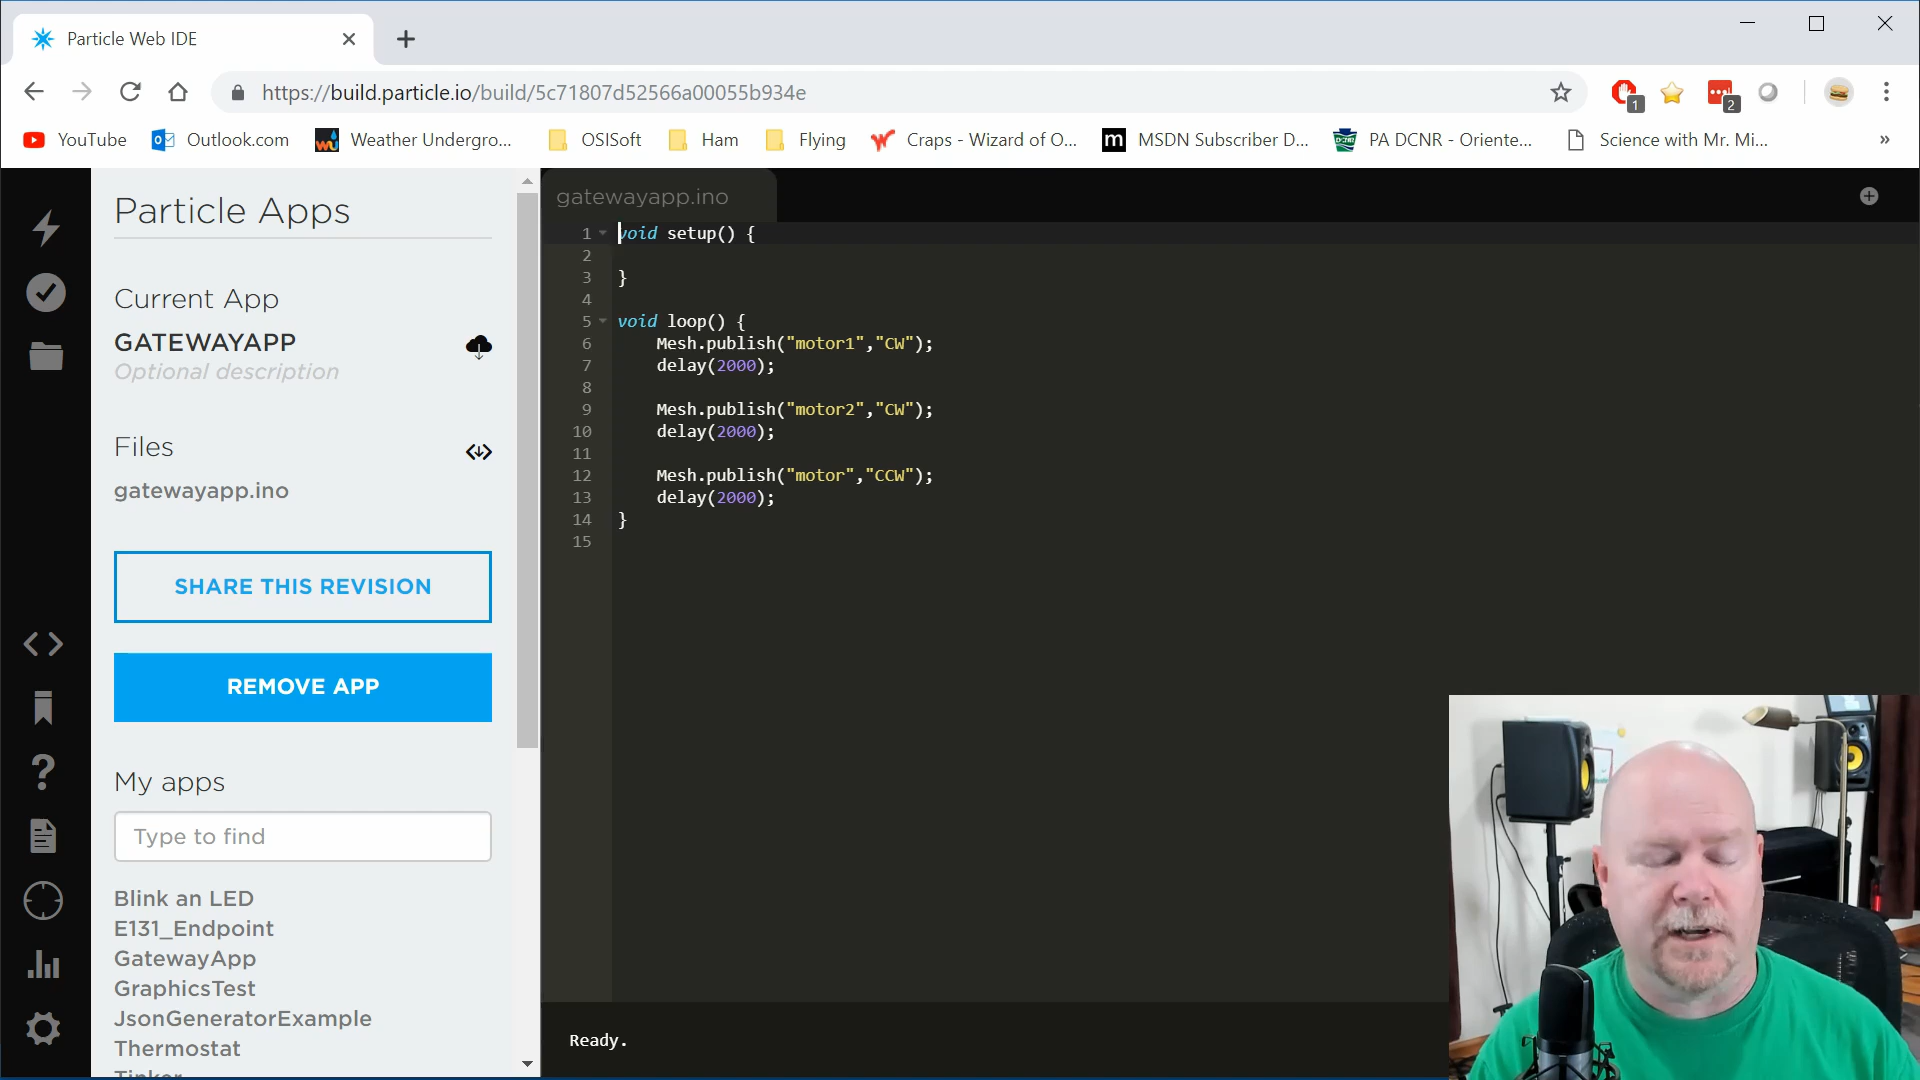 Particle Web IDE
https://build.particle.io/build/5c71807d52566a00055b934e
1
2
YouTube
Outlook.com
Weather Undergro...
OSISoft
Ham
Flying
Craps - Wizard of O...
m
MSDN Subscriber D...
PA DCNR - Oriente...
Science with Mr. Mi...
»
Particle Apps
Current App
GATEWAYAPP
Optional description
Files
gatewayapp.ino
SHARE THIS REVISION
REMOVE APP
My apps
Type to find
Blink an LED
E131_Endpoint
GatewayApp
GraphicsTest
JsonGeneratorExample
Thermostat
Tinker
gatewayapp.ino
1 void setup() {
2
3 }
4
5 void loop() {
6 Mesh.publish("motor1","CW");
7 delay(2000);
8
9 Mesh.publish("motor2","CW");
10 delay(2000);
11
12 Mesh.publish("motor","CCW");
13 delay(2000);
14 }
15
Ready.